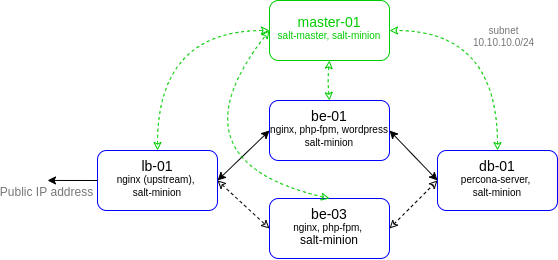 master-01
salt-master, salt-minion
subnet
10.10.10.0/24
be-01
nginx, php-fpm, wordpress
salt-minion
lb-01
nginx (upstream),
salt-minion
db-01
percona-server,
salt-minion
Public IP address
be-03
nginx, php-fpm,
salt-minion